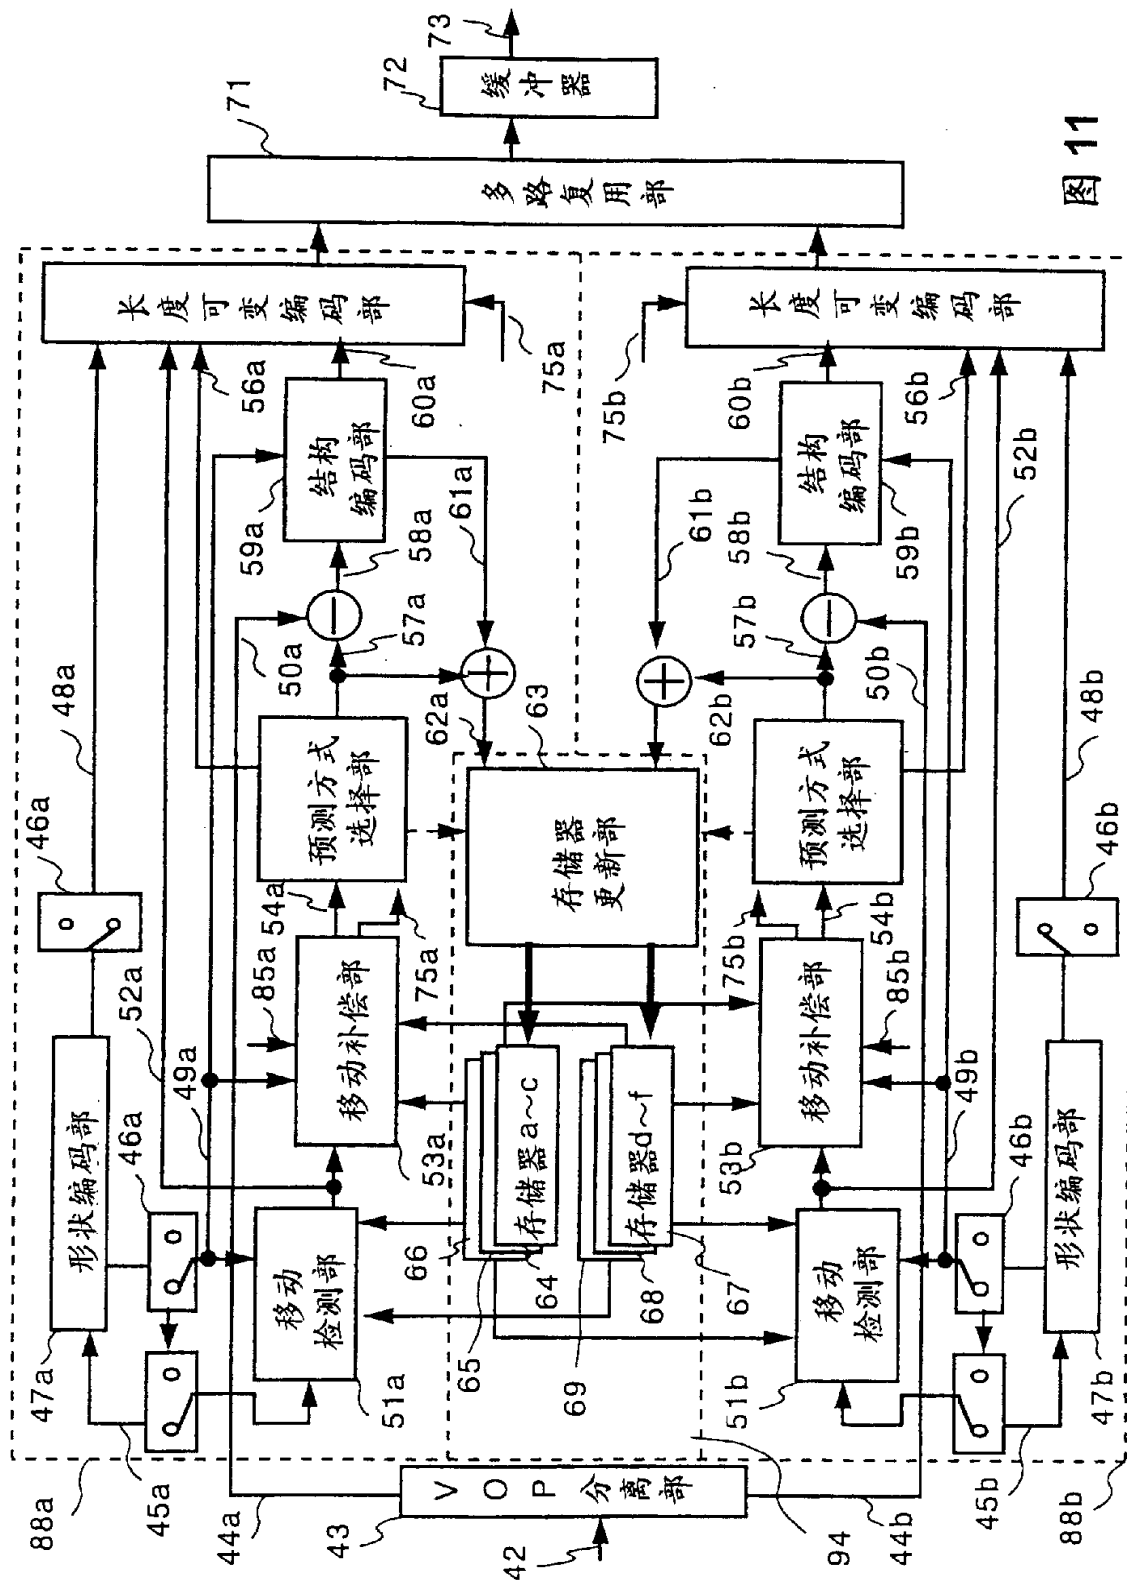 88a
47a
45a
44a
形状编码部
46a
49a
52a
46a
48a
移动
检测部
51a
移动补偿部
53a
85a
75a
54a
预测方式
选择部
50a
57a
58a
59a
结构
编码部
61a
62a
60a
56a
75a
长度可变编码部
71
多路复用部
72
缓冲器
73
42
43
VOP分离部
94
66
65
64
存储器a~c
69
68
67
存储器d~f
63
存储器
更新部
44b
45b
88b
47b
形状编码部
46b
49b
46b
48b
52b
移动
检测部
51b
移动补偿部
53b
85b
75b
54b
预测方式
选择部
50b
57b
58b
59b
结构
编码部
61b
62b
60b
56b
75b
长度可变编码部
图 11